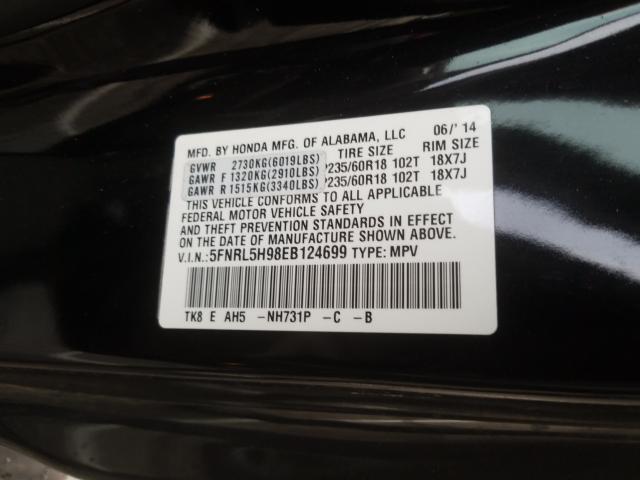 MFD. BY HONDA MFG. OF ALABAMA, LLC 06/'14
TIRE SIZE RIM SIZE
GVWR 2730KG(6019LBS)
GAWR F 1320KG(2910LBS) P235/60R18 102T 18X7J
GAWR R 1515KG(3340LBS) P235/60R18 102T 18X7J
THIS VEHICLE CONFORMS TO ALL APPLICABLE
FEDERAL MOTOR VEHICLE SAFETY
AND THEFT PREVENTION STANDARDS IN EFFECT
ON THE DATE OF MANUFACTURE SHOWN ABOVE.
V.I.N.: 5FNRL5H98EB124699 TYPE: MPV
TK8 E AH5 -NH731P -C -B